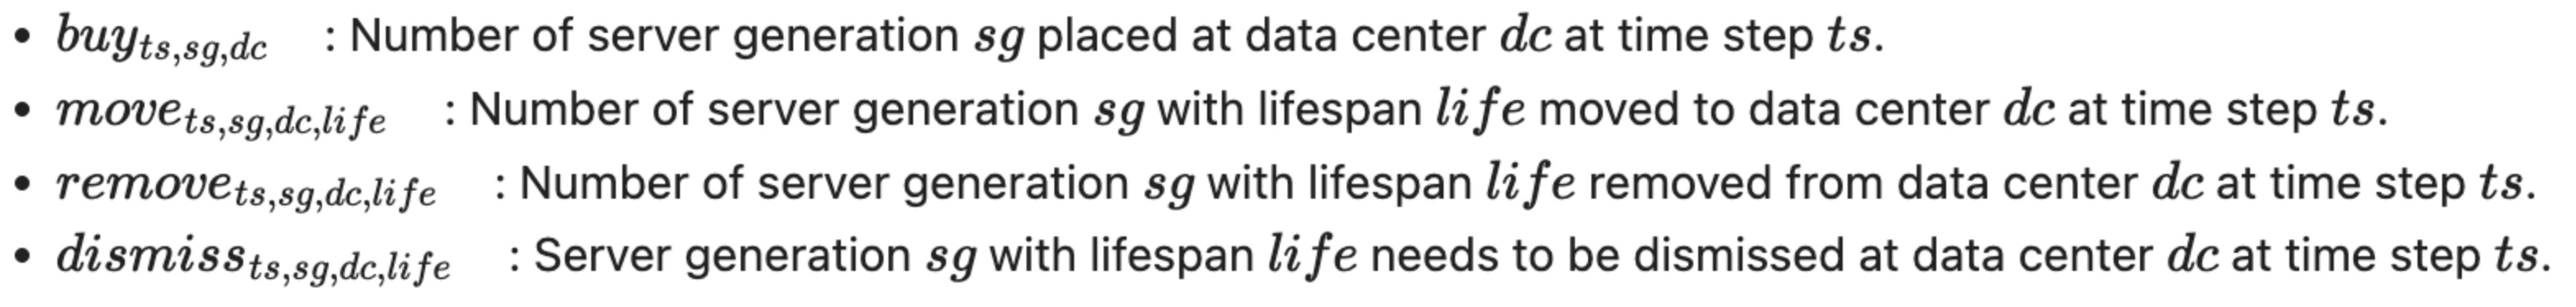 • buy_{ts,sg,dc} : Number of server generation sg placed at data center dc at time step ts.
• move_{ts,sg,dc,life} : Number of server generation sg with lifespan life moved to data center dc at time step ts.
• remove_{ts,sg,dc,life} : Number of server generation sg with lifespan life removed from data center dc at time step ts.
• dismiss_{ts,sg,dc,life} : Server generation sg with lifespan life needs to be dismissed at data center dc at time step ts.